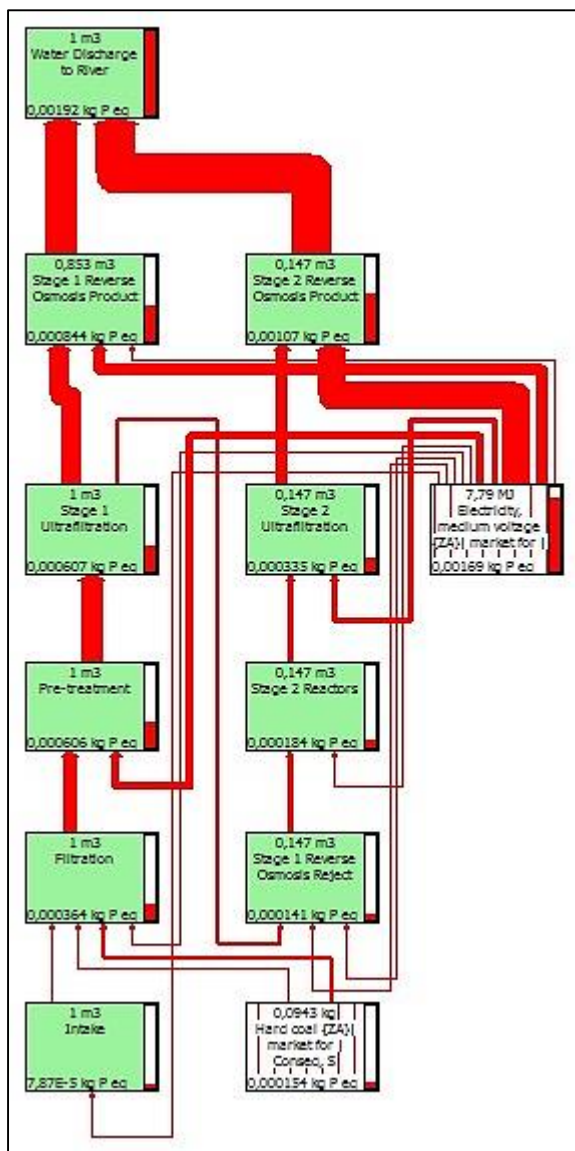 1 m3
Water Discharge
to River
0,00192 kg P eq
0,853 m3
Stage 1 Reverse
Osmosis Product
0,000844 kg P eq
0,147 m3
Stage 2 Reverse
Osmosis Product
0,00107 kg P eq
1 m3
Stage 1
Ultrafiltration
0,000607 kg P eq
0,147 m3
Stage 2
Ultrafiltration
0,000335 kg P eq
7,79 MJ
Electricity,
medium voltage
{ZA}| market for |
0,00169 kg P eq
1 m3
Pre-treatment
0,000606 kg P eq
0,147 m3
Stage 2 Reactors
0,000184 kg P eq
1 m3
Filtration
0,000364 kg P eq
0,147 m3
Stage 1 Reverse
Osmosis Reject
0,000141 kg P eq
1 m3
Intake
7,87E-5 kg P eq
0,0943 kg
Hard coal {ZA}|
market for |
Conseq, S
0,000154 kg P eq